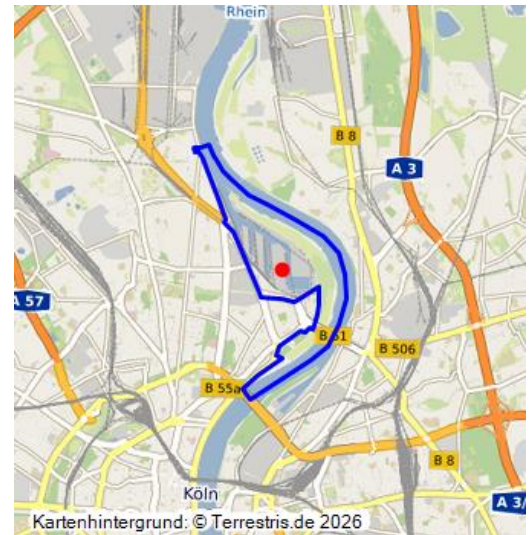 Rhein
B 8
A 3
A 57
B 51
B 506
B 55a
B 8
Köln
A 3/
Kartenhintergrund: © Terrestris.de 2026